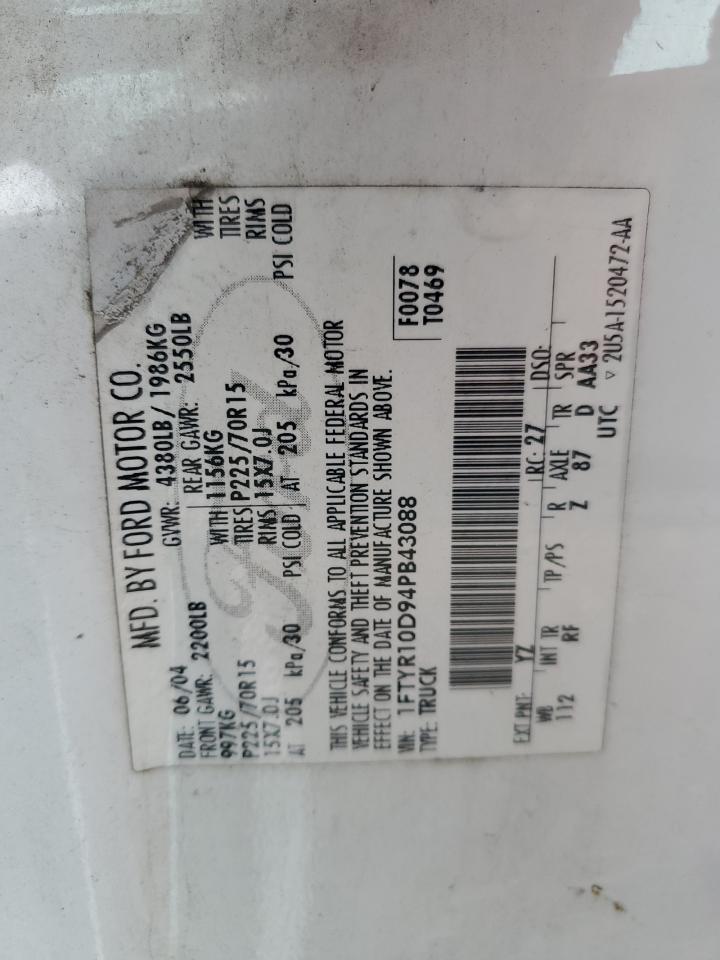 MFD. BY FORD MOTOR CO.
DATE: 06/04 GVWR: 4380LB/ 1986KG
FRONT GAWR: 2200LB REAR GAWR: 2550LB
997KG WITH 1156KG WITH
P225/70R15 TIRES P225/70R15 TIRES
15X7.0J RIMS 15X7.0J RIMS
AT 205 kPa/30 PSI COLD AT 205 kPa/30 PSI COLD
Ford
THIS VEHICLE CONFORMS TO ALL APPLICABLE FEDERAL MOTOR
VEHICLE SAFETY AND THEFT PREVENTION STANDARDS IN
EFFECT ON THE DATE OF MANUFACTURE SHOWN ABOVE.
VIN: 1FTYR10D94PB43088 F0078
TYPE: TRUCK T0469
EXT PNT: YZ RC: 27 DSO:
WB INT TR TP/PS R AXLE TR SPR
112 RF Z 87 D AA33
UTC ▽ 2U5A-1520472-AA